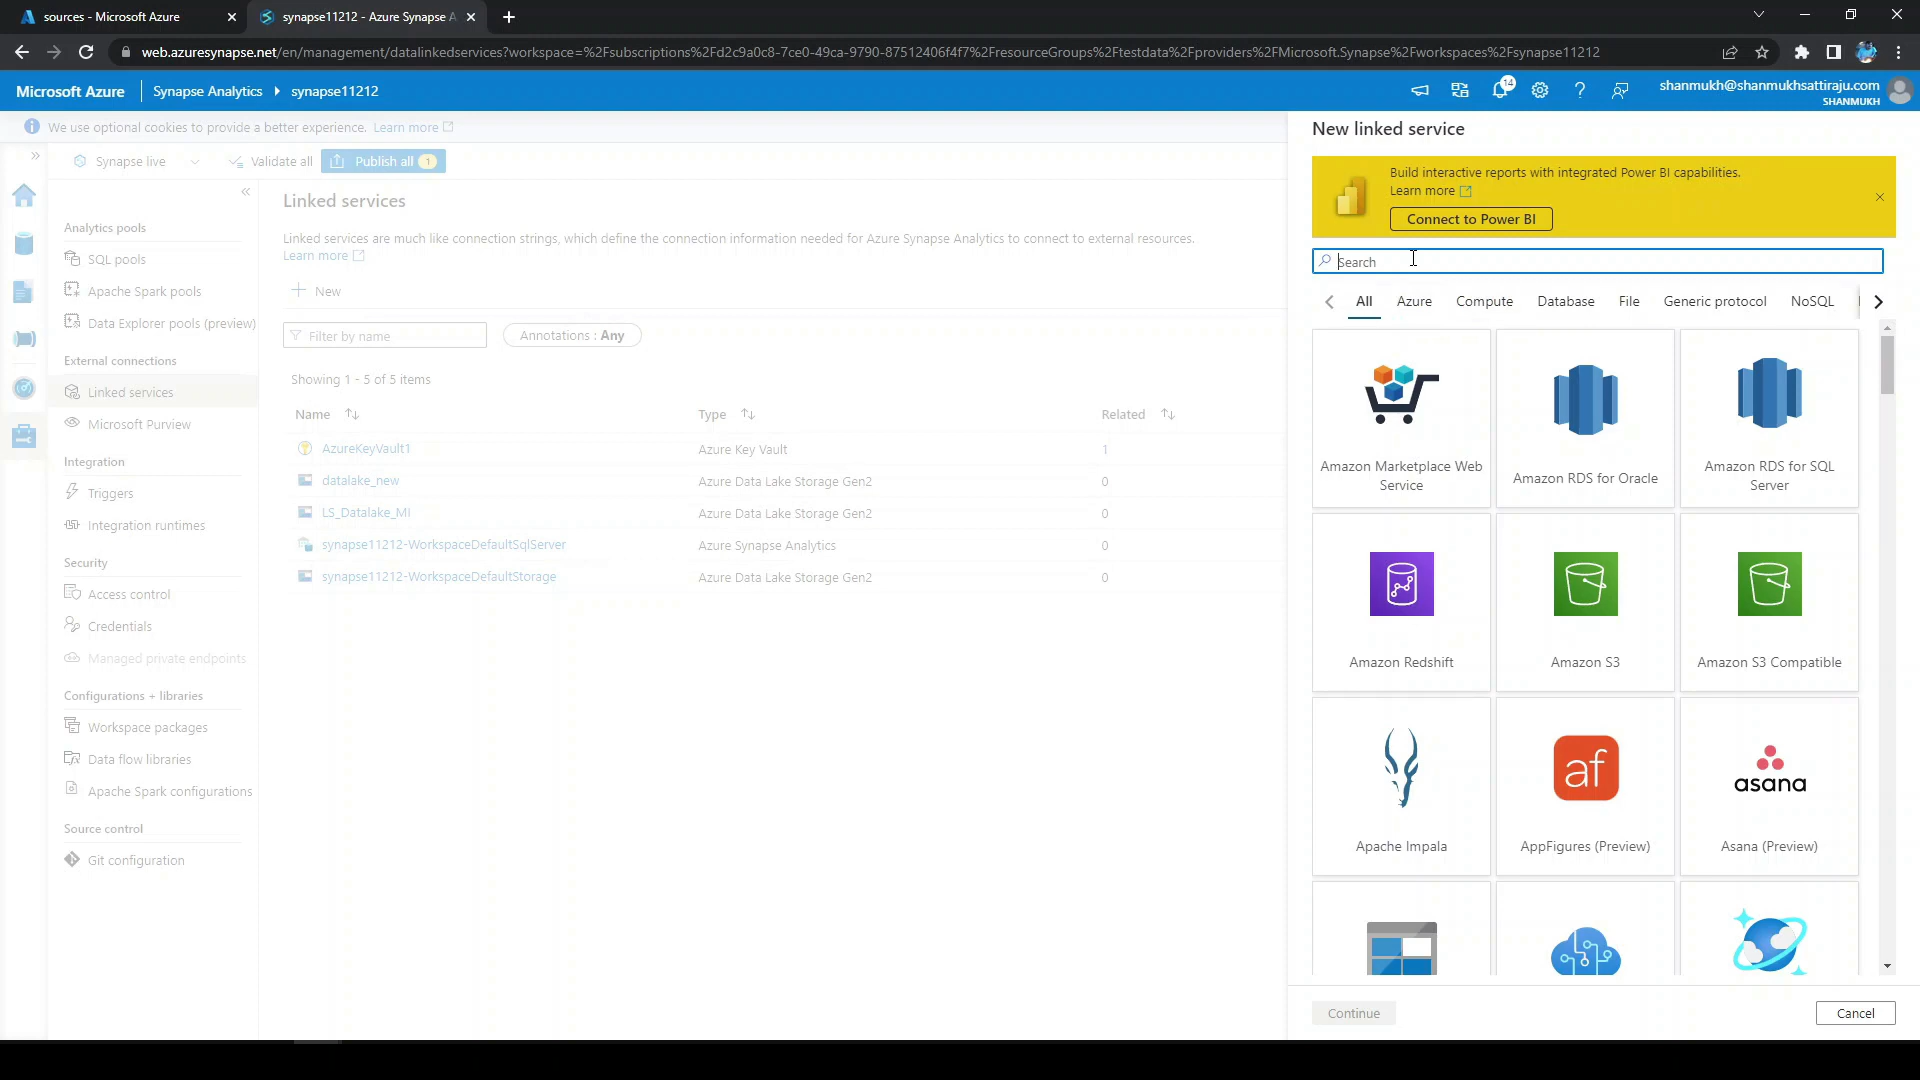 sources - Microsoft Azure
synapse11212 - Azure Synapse A
web.azuresynapse.net/en/management/datalinkedservices?workspace=%2Fsubscriptions%2Fd2c9a0c8-7ce0-49ca-9790-87512406f4f7%2FresourceGroups%2Ftestdata%2Fproviders%2FMicrosoft.Synapse%2Fworkspaces%2Fsynapse11212
Microsoft Azure
Synapse Analytics
synapse11212
14
shanmukh@shanmukhsattiraju.com
SHANMUKH
We use optional cookies to provide a better experience. Learn more
Synapse live
Validate all
Publish all 1
Analytics pools
SQL pools
Apache Spark pools
Data Explorer pools (preview)
External connections
Linked services
Microsoft Purview
Integration
Triggers
Integration runtimes
Security
Access control
Credentials
Managed private endpoints
Configurations + libraries
Workspace packages
Data flow libraries
Apache Spark configurations
Source control
Git configuration
Linked services
Linked services are much like connection strings, which define the connection information needed for Azure Synapse Analytics to connect to external resources.
Learn more
New
Filter by name
Annotations : Any
Showing 1 - 5 of 5 items
Name Type Related
AzureKeyVault1 Azure Key Vault 1
datalake_new Azure Data Lake Storage Gen2 0
LS_Datalake_MI Azure Data Lake Storage Gen2 0
synapse11212-WorkspaceDefaultSqlServer Azure Synapse Analytics 0
synapse11212-WorkspaceDefaultStorage Azure Data Lake Storage Gen2 0
New linked service
Build interactive reports with integrated Power BI capabilities.
Learn more
Connect to Power BI
Search
All Azure Compute Database File Generic protocol NoSQL
Amazon Marketplace Web
Service
Amazon RDS for Oracle
Amazon RDS for SQL
Server
Amazon Redshift
Amazon S3
Amazon S3 Compatible
af
asana
Apache Impala
AppFigures (Preview)
Asana (Preview)
Continue
Cancel